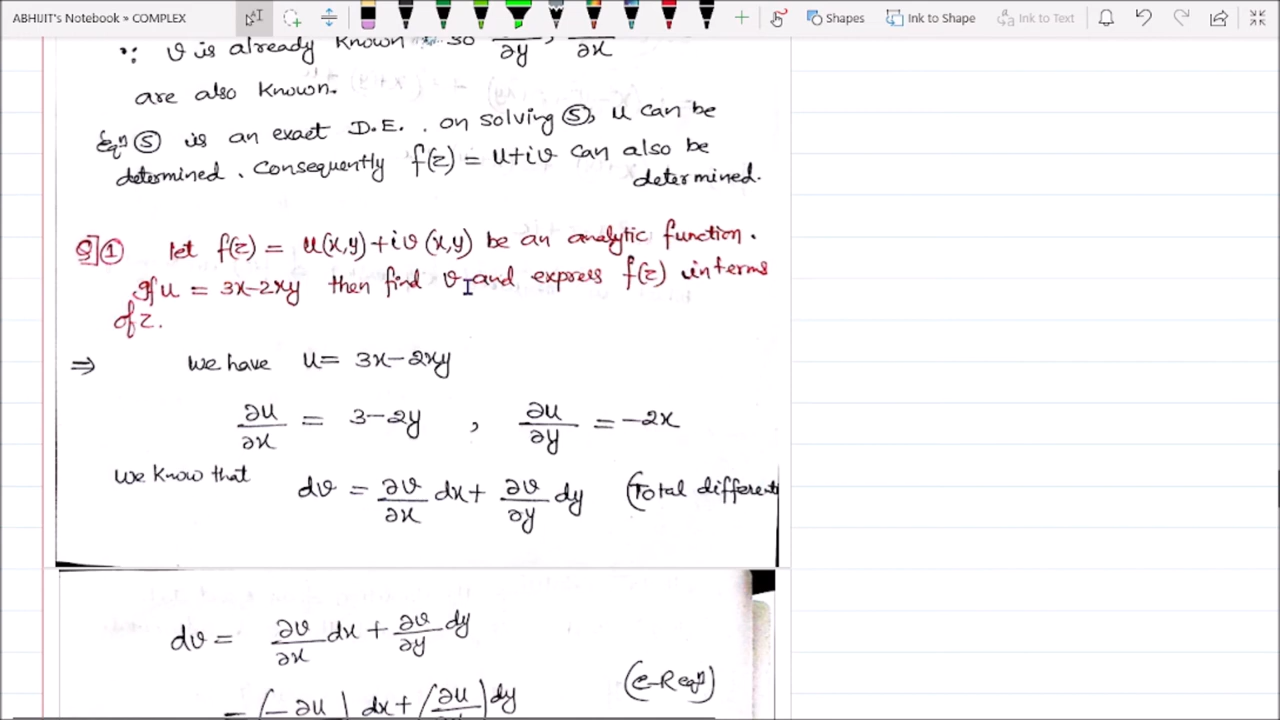 ABHIJIT's Notebook » COMPLEX
Shapes
Ink to Shape
Ink to Text
∵ v is already known so ∂y , ∂x
are also known.
Eqⁿ ⑤ is an exact D.E. . on solving ⑤, u can be
determined. Consequently f(z) = u+iv can also be
determined.
Q① let f(z) = u(x,y)+iv(x,y) be an analytic function.
If u = 3x-2xy then find v and express f(z) in terms
of z.
⇒ We have u= 3x-2xy
∂u/∂x = 3-2y , ∂u/∂y = -2x
We know that
dv = ∂v/∂x dx + ∂v/∂y dy (Total different
dv = ∂v/∂x dx + ∂v/∂y dy
(C-R eqⁿ)
= (-∂u dx + (∂u dy